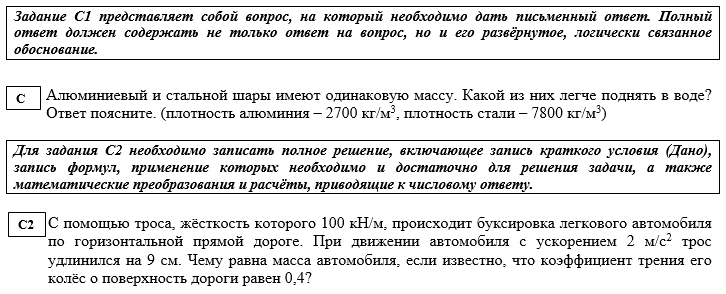 Задание С1 представляет собой вопрос, на который необходимо дать письменный ответ. Полный
ответ должен содержать не только ответ на вопрос, но и его развёрнутое, логически связанное
обоснование.
С Алюминиевый и стальной шары имеют одинаковую массу. Какой из них легче поднять в воде?
Ответ поясните. (плотность алюминия – 2700 кг/м³, плотность стали – 7800 кг/м³)
Для задания С2 необходимо записать полное решение, включающее запись краткого условия (Дано),
запись формул, применение которых необходимо и достаточно для решения задачи, а также
математические преобразования и расчёты, приводящие к числовому ответу.
С2 С помощью троса, жёсткость которого 100 кН/м, происходит буксировка легкового автомобиля
по горизонтальной прямой дороге. При движении автомобиля с ускорением 2 м/с² трос
удлинился на 9 см. Чему равна масса автомобиля, если известно, что коэффициент трения его
колёс о поверхность дороги равен 0,4?